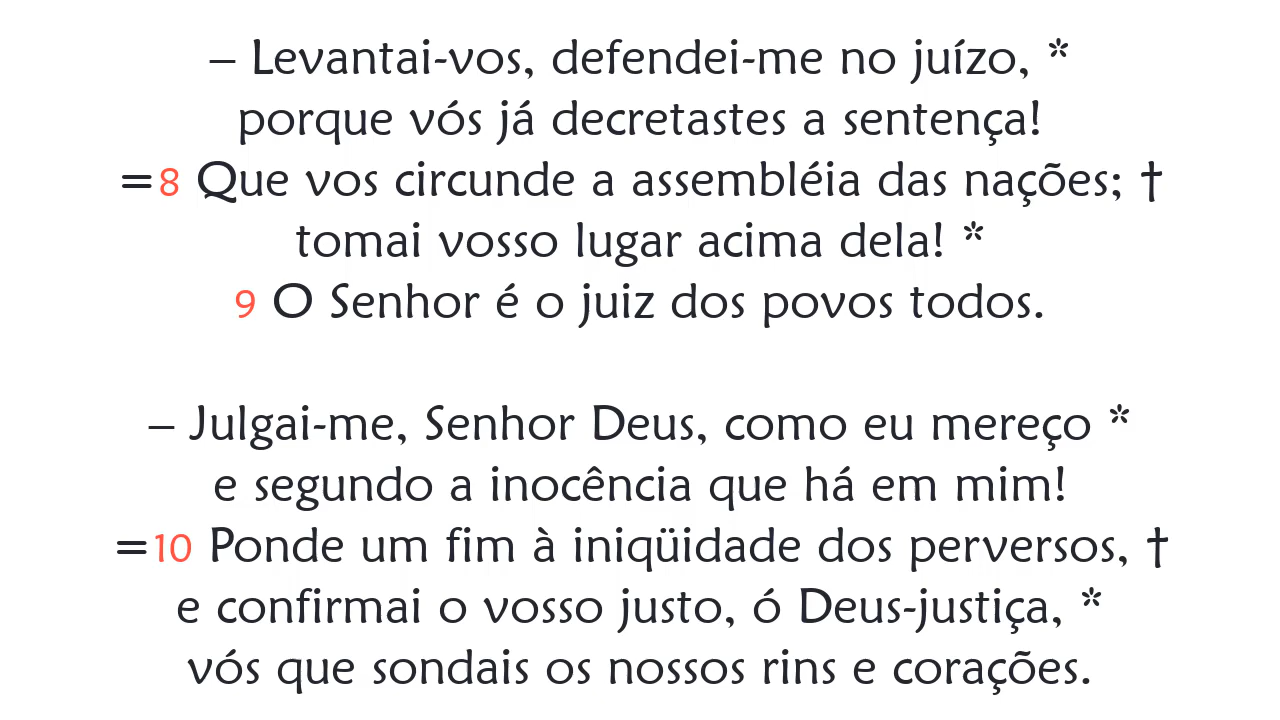 – Levantai-vos, defendei-me no juízo, *
porque vós já decretastes a sentença!
=8 Que vos circunde a assembléia das nações; †
tomai vosso lugar acima dela! *
9 O Senhor é o juiz dos povos todos.
– Julgai-me, Senhor Deus, como eu mereço *
e segundo a inocência que há em mim!
=10 Ponde um fim à iniqüidade dos perversos, †
e confirmai o vosso justo, ó Deus-justiça, *
vós que sondais os nossos rins e corações.